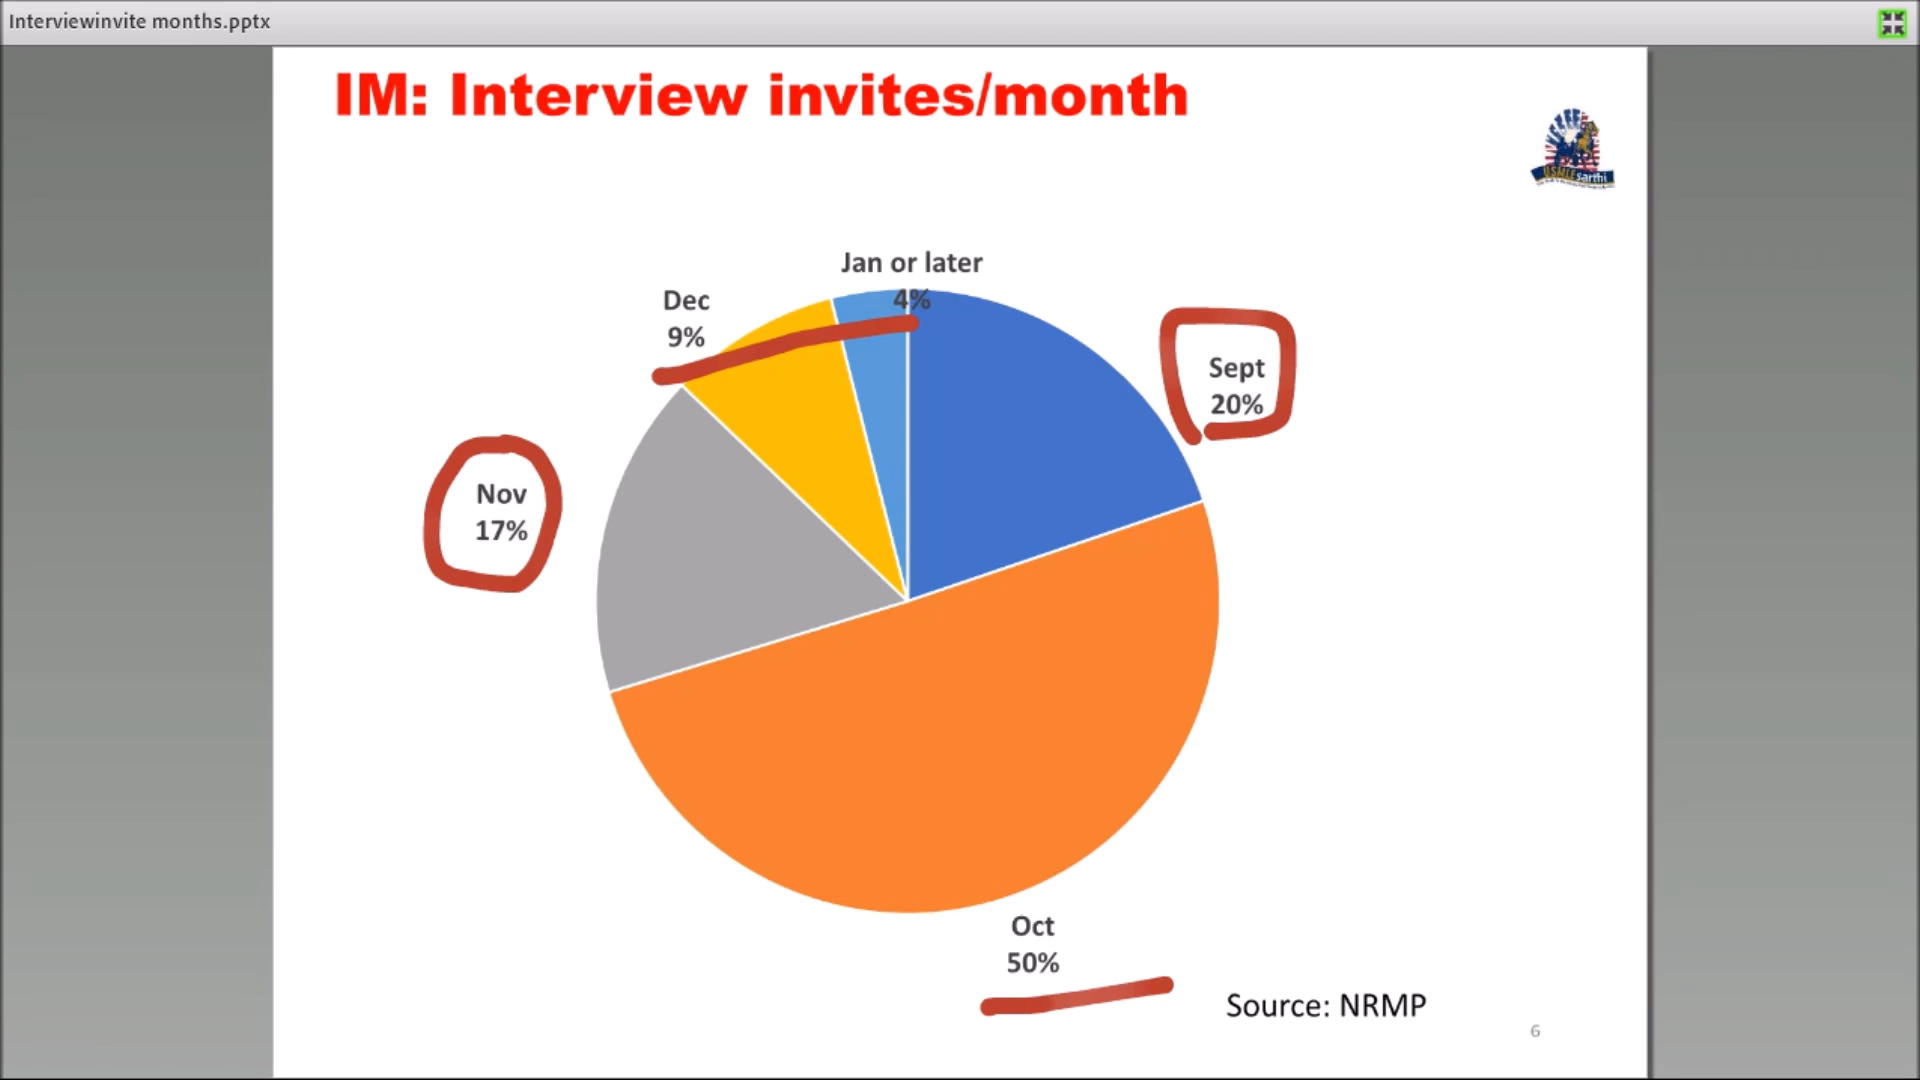 Interviewinvite months.pptx
IM: Interview invites/month
USMLEsarthi
Jan or later
4%
Dec
9%
Sept
20%
Nov
17%
Oct
50%
Source: NRMP
6